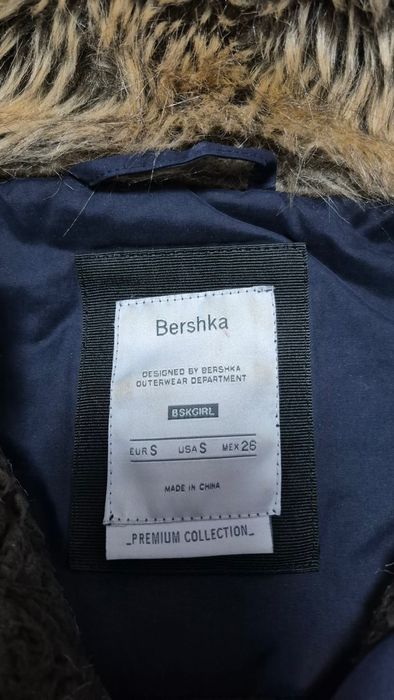 Bershka
DESIGNED BY BERSHKA
OUTERWEAR DEPARTMENT
BSKGIRL
EUR S USA S MEX 26
MADE IN CHINA
_PREMIUM COLLECTION_